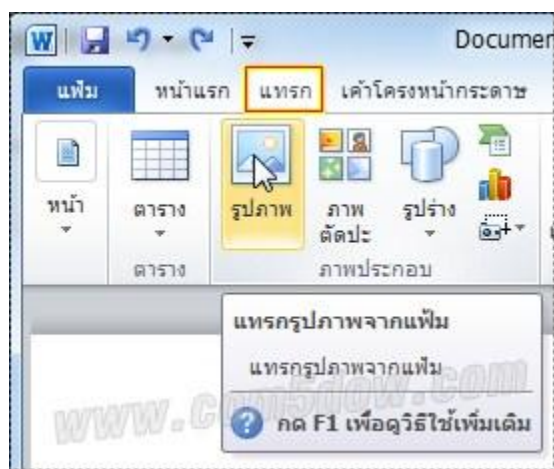 Documen
แฟ้ม หน้าแรก แทรก เค้าโครงหน้ากระดาษ
หน้า ตาราง รูปภาพ ภาพตัดปะ รูปร่าง
ตาราง ภาพประกอบ
แทรกรูปภาพจากแฟ้ม
แทรกรูปภาพจากแฟ้ม
www.com5dow.com
กด F1 เพื่อดูวิธีใช้เพิ่มเติม